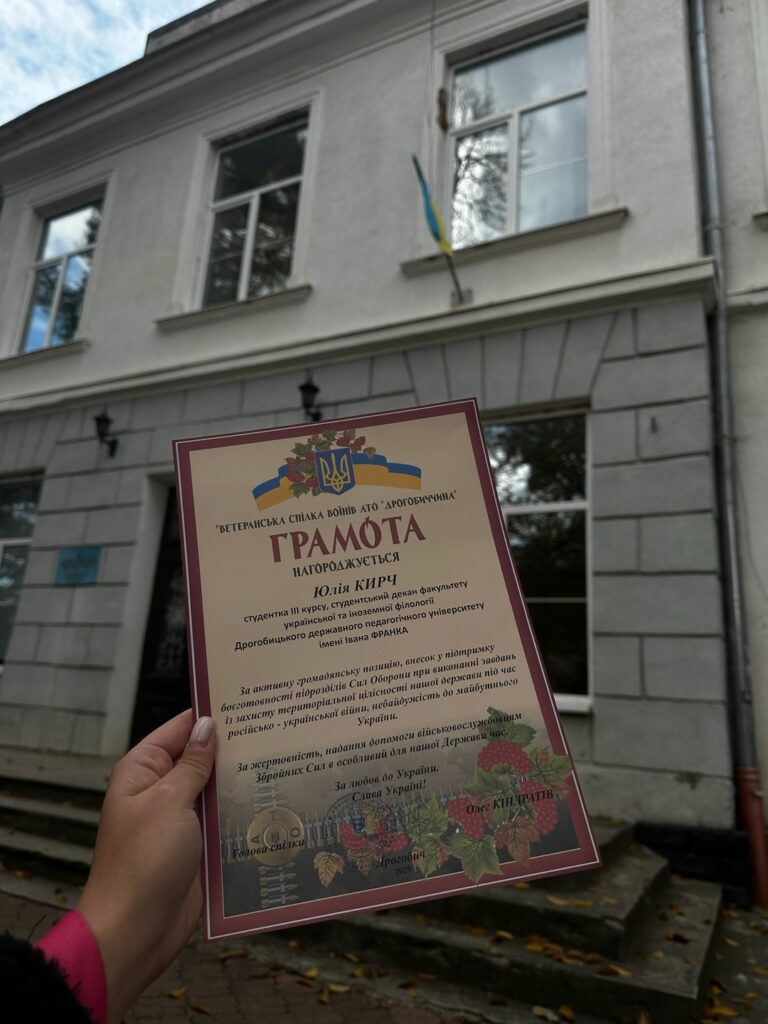 "ВЕТЕРАНСЬКА СПІЛКА ВОЇНІВ АТО "ДРОГОБИЧЧИНА"
ГРАМОТА
НАГОРОДЖУЄТЬСЯ
Юлія КИРЧ
студентка ІІІ курсу, студентський декан факультету
української та іноземної філології
Дрогобицького державного педагогічного університету
імені Івана ФРАНКА
За активну громадянську позицію, внесок у підтримку
боєготовності підрозділів Сил Оборони при виконанні завдань
із захисту територіальної цілісності нашої держави під час
російсько - української війни, небайдужість до майбутнього
України.
За жертовність, надання допомоги військовослужбовцям
Збройних Сил в особливий для нашої Держави час.
За любов до України.
Слава Україні!
Голова спілки
Олег КІНДРАТІВ
Дрогобич
2025